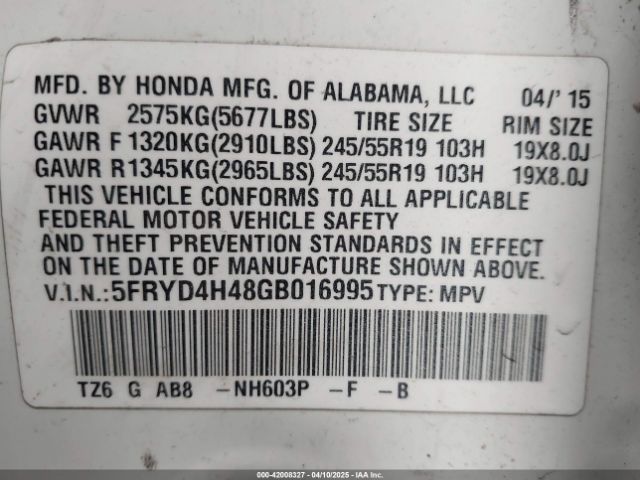 MFD. BY HONDA MFG. OF ALABAMA, LLC 04/' 15
GVWR 2575KG(5677LBS) TIRE SIZE RIM SIZE
GAWR F 1320KG(2910LBS) 245/55R19 103H 19X8.0J
GAWR R 1345KG(2965LBS) 245/55R19 103H 19X8.0J
THIS VEHICLE CONFORMS TO ALL APPLICABLE
FEDERAL MOTOR VEHICLE SAFETY
AND THEFT PREVENTION STANDARDS IN EFFECT
ON THE DATE OF MANUFACTURE SHOWN ABOVE.
V.I.N.: 5FRYD4H48GB016995 TYPE: MPV
TZ6 G AB8 -NH603P -F -B
000-42008327 - 04/10/2025 - IAAI.COM